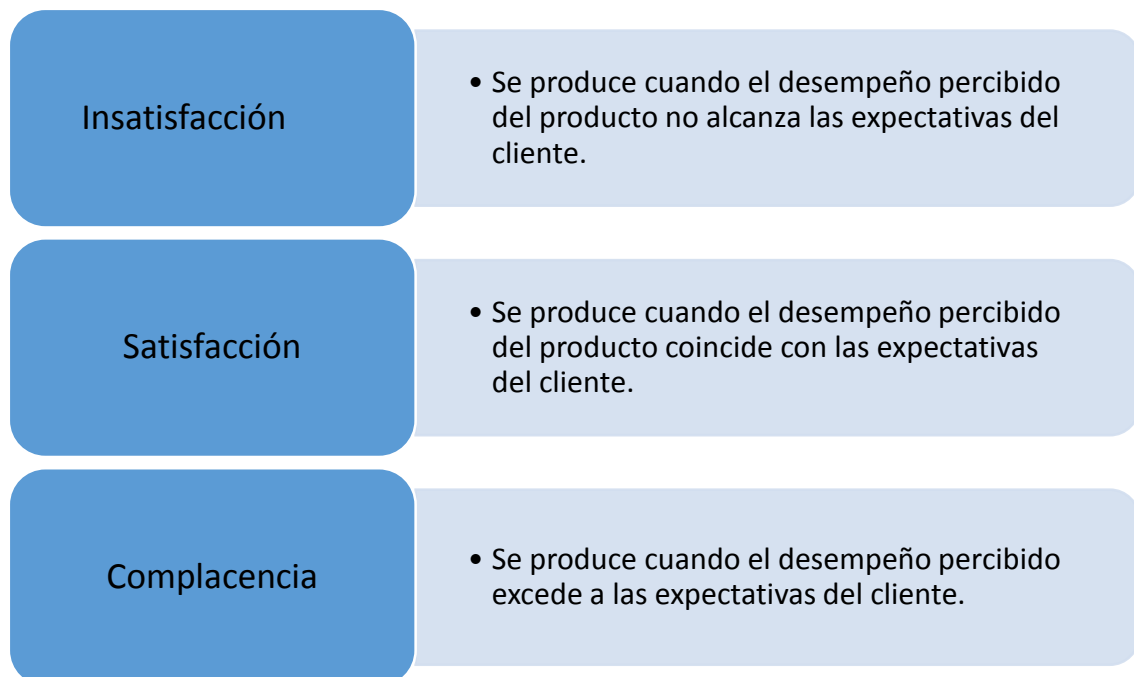 Insatisfacción
• Se produce cuando el desempeño percibido
del producto no alcanza las expectativas del
cliente.
Satisfacción
• Se produce cuando el desempeño percibido
del producto coincide con las expectativas
del cliente.
Complacencia
• Se produce cuando el desempeño percibido
excede a las expectativas del cliente.